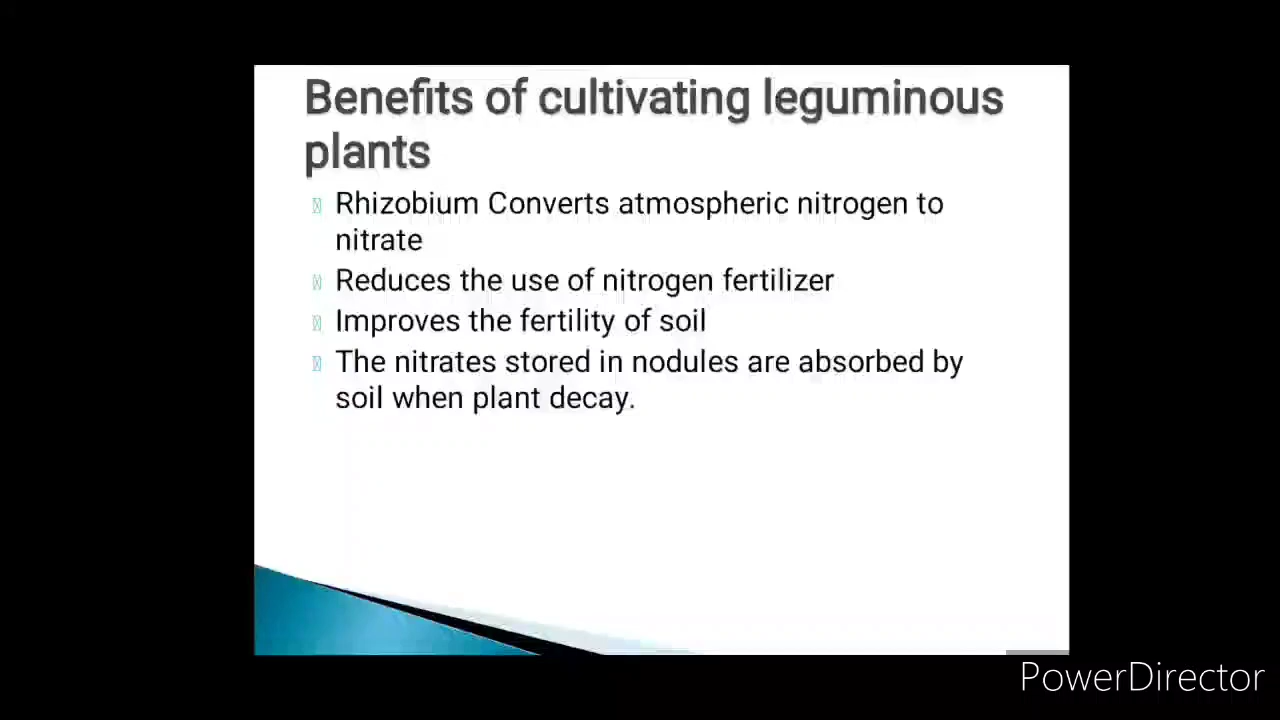 Benefits of cultivating leguminous
plants
Rhizobium Converts atmospheric nitrogen to
nitrate
Reduces the use of nitrogen fertilizer
Improves the fertility of soil
The nitrates stored in nodules are absorbed by
soil when plant decay.
PowerDirector